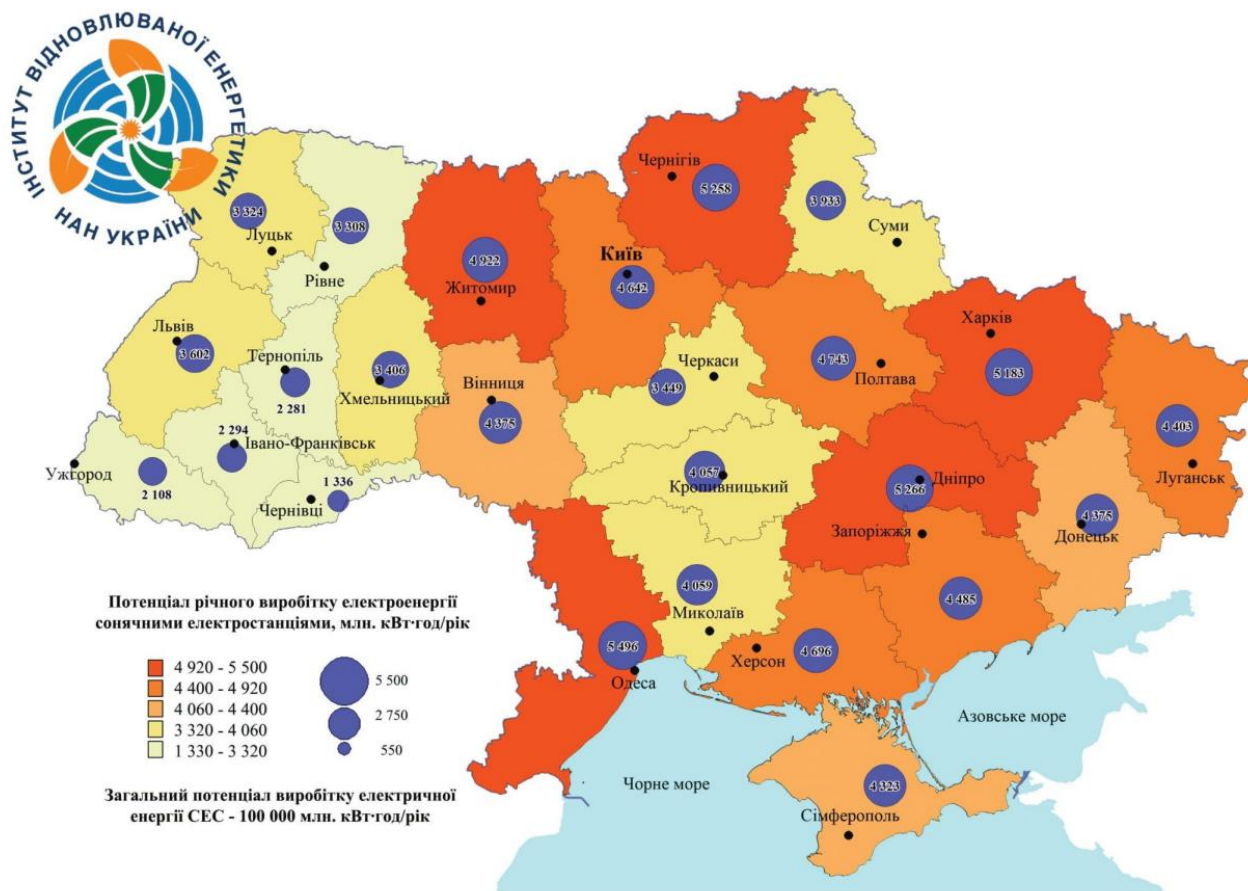 ІНСТИТУТ ВІДНОВЛЮВАНОЇ ЕНЕРГЕТИКИ
НАН УКРАЇНИ
Чернігів
5 258
3 933
Суми
3 324
Луцьк
3 308
Рівне
4 922
Житомир
Київ
4 642
Львів
3 602
Тернопіль
2 281
3 406
Хмельницький
Вінниця
4 375
Черкаси
3 449
4 743
Полтава
Харків
5 183
4 403
Луганськ
2 294
Івано-Франківськ
Ужгород
2 108
1 336
Чернівці
4 057
Кропивницький
Дніпро
5 266
Запоріжжя
4 375
Донецьк
4 485
4 059
Миколаїв
5 496
Одеса
Херсон
4 696
Азовське море
Чорне море
4 323
Сімферополь
Потенціал річного виробітку електроенергії
сонячними електростанціями, млн. кВт·год/рік
4 920 - 5 500
4 400 - 4 920
4 060 - 4 400
3 320 - 4 060
1 330 - 3 320
5 500
2 750
550
Загальний потенціал виробітку електричної
енергії СЕС - 100 000 млн. кВт·год/рік